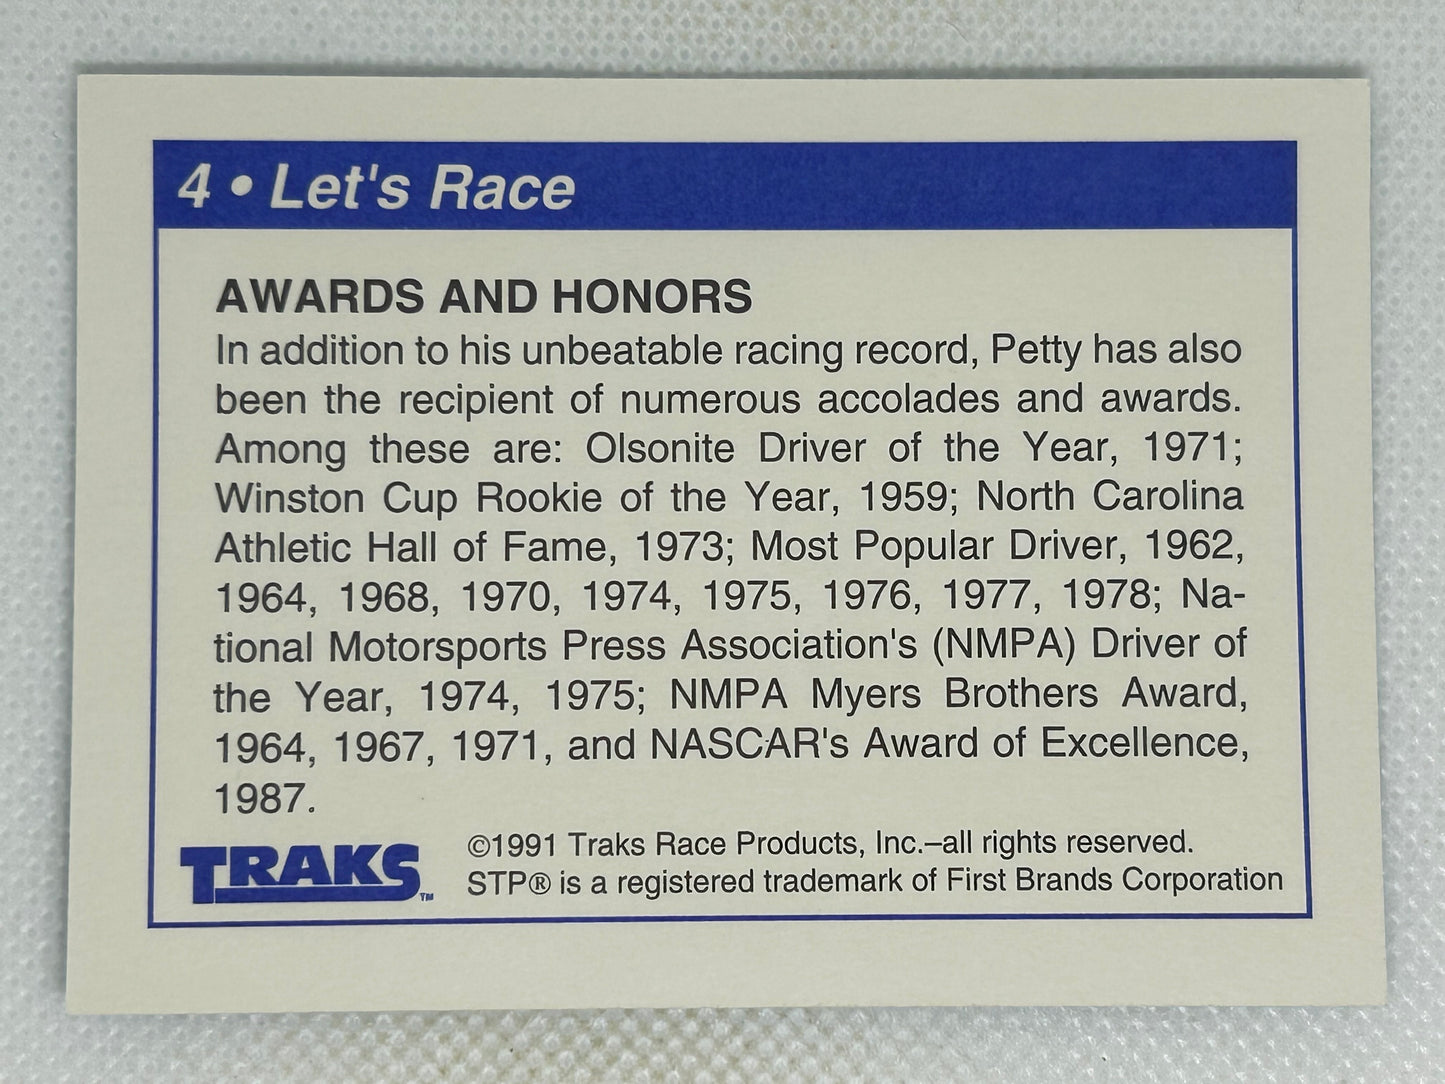 4 • Let's Race
AWARDS AND HONORS
In addition to his unbeatable racing record, Petty has also
been the recipient of numerous accolades and awards.
Among these are: Olsonite Driver of the Year, 1971;
Winston Cup Rookie of the Year, 1959; North Carolina
Athletic Hall of Fame, 1973; Most Popular Driver, 1962,
1964, 1968, 1970, 1974, 1975, 1976, 1977, 1978; Na-
tional Motorsports Press Association's (NMPA) Driver of
the Year, 1974, 1975; NMPA Myers Brothers Award,
1964, 1967, 1971, and NASCAR's Award of Excellence,
1987.
TRAKS™
©1991 Traks Race Products, Inc.–all rights reserved.
STP® is a registered trademark of First Brands Corporation